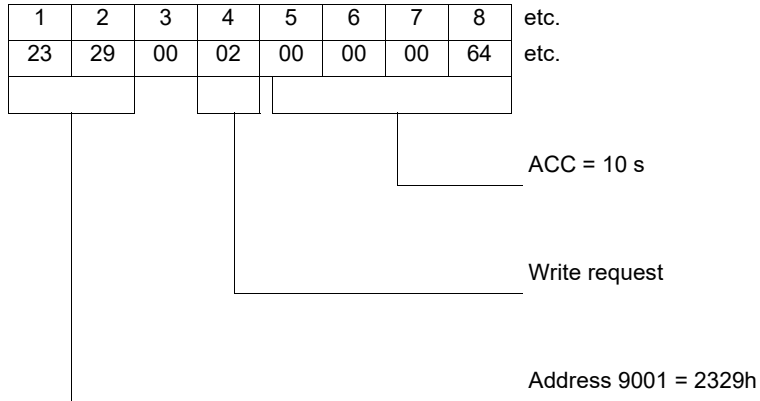 1 2 3 4 5 6 7 8 etc.
23 29 00 02 00 00 00 64 etc.
ACC = 10 s
Write request
Address 9001 = 2329h